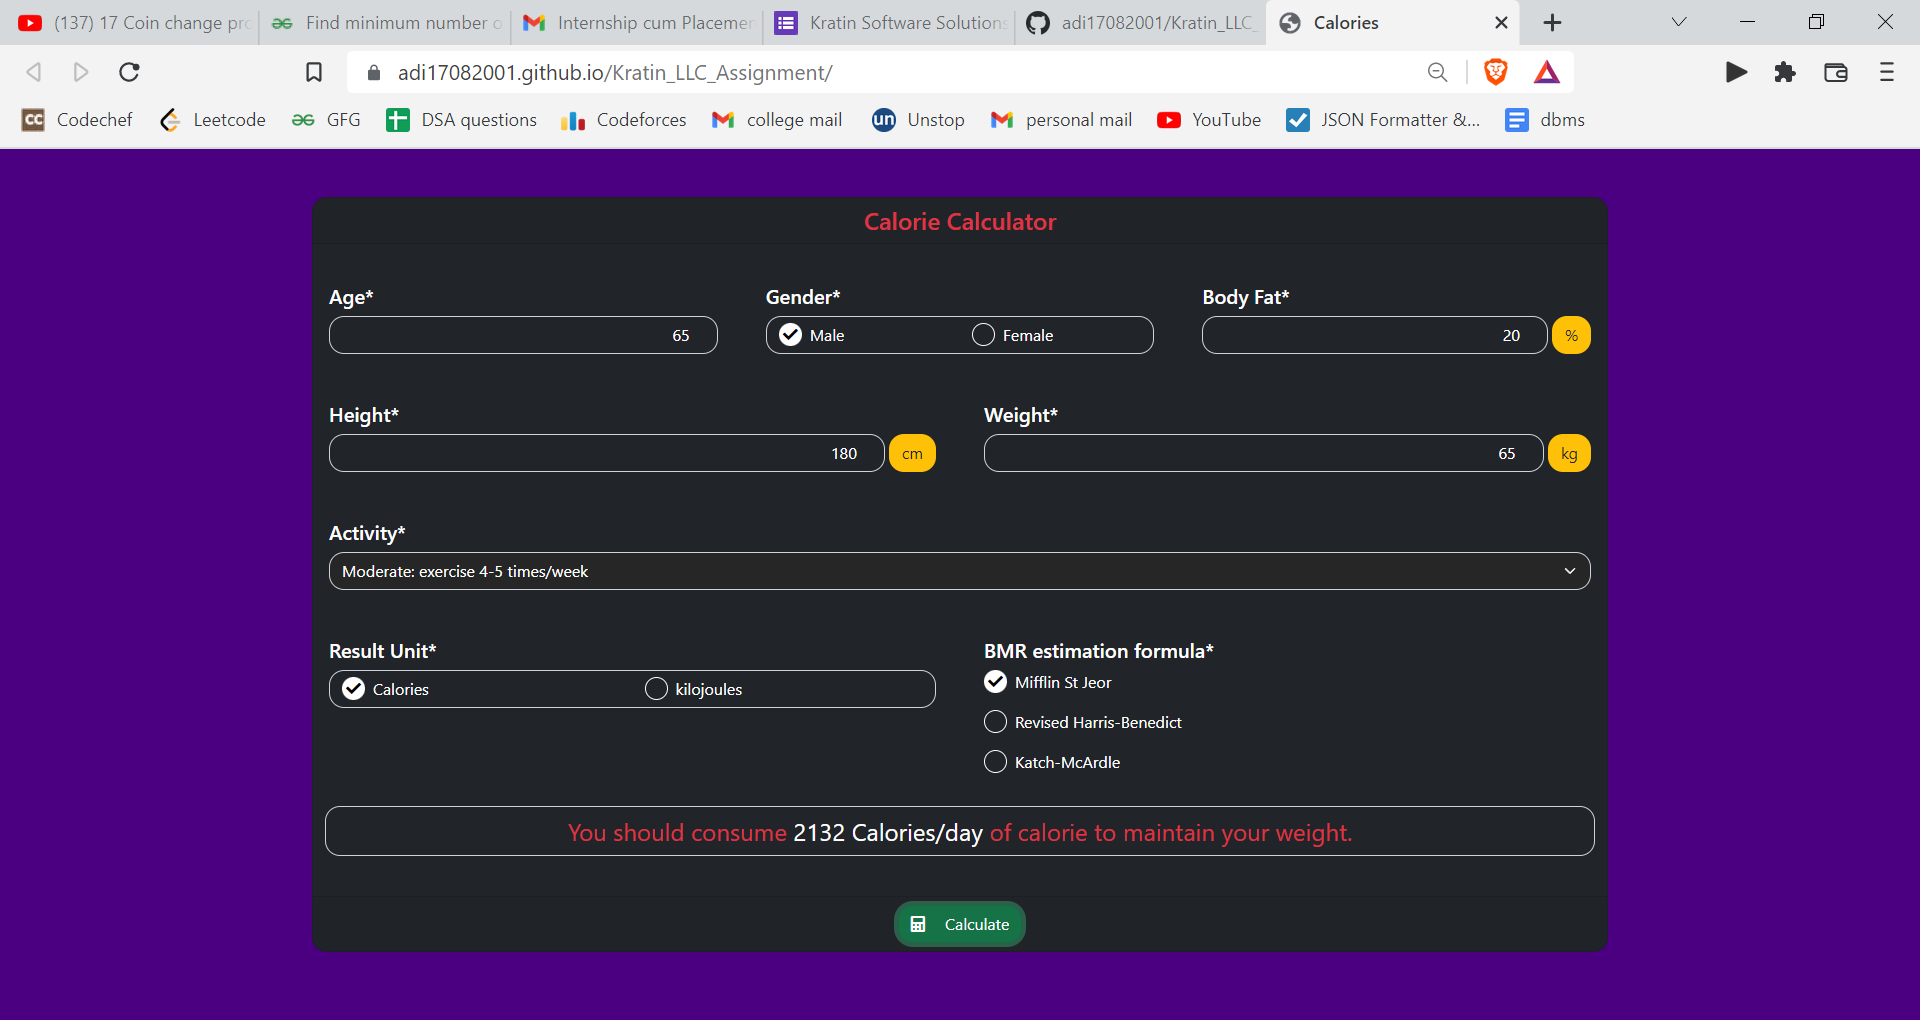 (137) 17 Coin change pr
Find minimum number o
Internship cum Placemen
Kratin Software Solutions
adi17082001/Kratin_LLC_
Calories
adi17082001.github.io/Kratin_LLC_Assignment/
CC Codechef
Leetcode
GFG
DSA questions
Codeforces
college mail
un Unstop
personal mail
YouTube
JSON Formatter &...
dbms
Calorie Calculator
Age*
Gender*
Body Fat*
65
Male
Female
20
%
Height*
Weight*
180
cm
65
kg
Activity*
Moderate: exercise 4-5 times/week
Result Unit*
BMR estimation formula*
Calories
kilojoules
Mifflin St Jeor
Revised Harris-Benedict
Katch-McArdle
You should consume 2132 Calories/day of calorie to maintain your weight.
Calculate